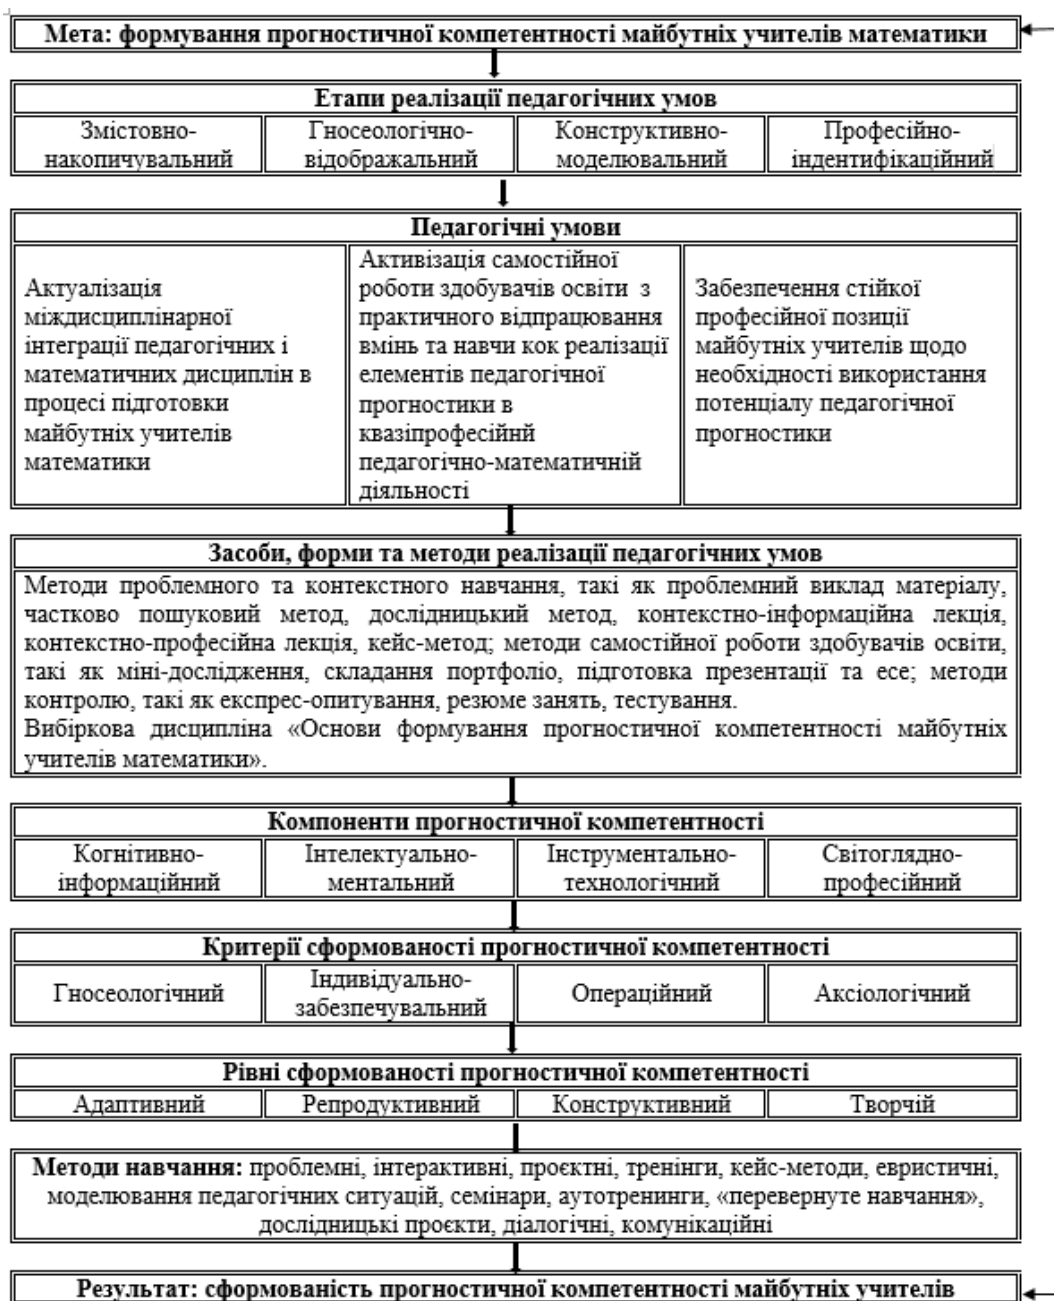 Мета: формування прогностичної компетентності майбутніх учителів математики
Етапи реалізації педагогічних умов
Змістовно-
накопичувальний
Гносеологічно-
відображальний
Конструктивно-
моделювальний
Професійно-
індентифікаційний
Педагогічні умови
Актуалізація
міждисциплінарної
інтеграції педагогічних і
математичних дисциплін в
процесі підготовки
майбутніх учителів
математики
Активізація самостійної
роботи здобувачів освіти з
практичного відпрацювання
вмінь та навчи кок реалізації
елементів педагогічної
прогностики в
квазіпрофесійнй
педагогічно-математичній
діяльності
Забезпечення стійкої
професійної позиції
майбутніх учителів щодо
необхідності використання
потенціалу педагогічної
прогностики
Засоби, форми та методи реалізації педагогічних умов
Методи проблемного та контекстного навчання, такі як проблемний виклад матеріалу,
частково пошуковий метод, дослідницький метод, контекстно-інформаційна лекція,
контекстно-професійна лекція, кейс-метод; методи самостійної роботи здобувачів освіти,
такі як міні-дослідження, складання портфоліо, підготовка презентації та есе; методи
контролю, такі як експрес-опитування, резюме занять, тестування.
Вибіркова дисципліна «Основи формування прогностичної компетентності майбутніх
учителів математики».
Компоненти прогностичної компетентності
Когнітивно-
інформаційний
Інтелектуально-
ментальний
Інструментально-
технологічний
Світоглядно-
професійний
Критерії сформованості прогностичної компетентності
Гносеологічний
Індивідуально-
забезпечувальний
Операційний
Аксіологічний
Рівні сформованості прогностичної компетентності
Адаптивний
Репродуктивний
Конструктивний
Творчій
Методи навчання: проблемні, інтерактивні, проєктні, тренінги, кейс-методи, евристичні,
моделювання педагогічних ситуацій, семінари, аутотренинги, «перевернуте навчання»,
дослідницькі проєкти, діалогічні, комунікаційні
Результат: сформованість прогностичної компетентності майбутніх учителів